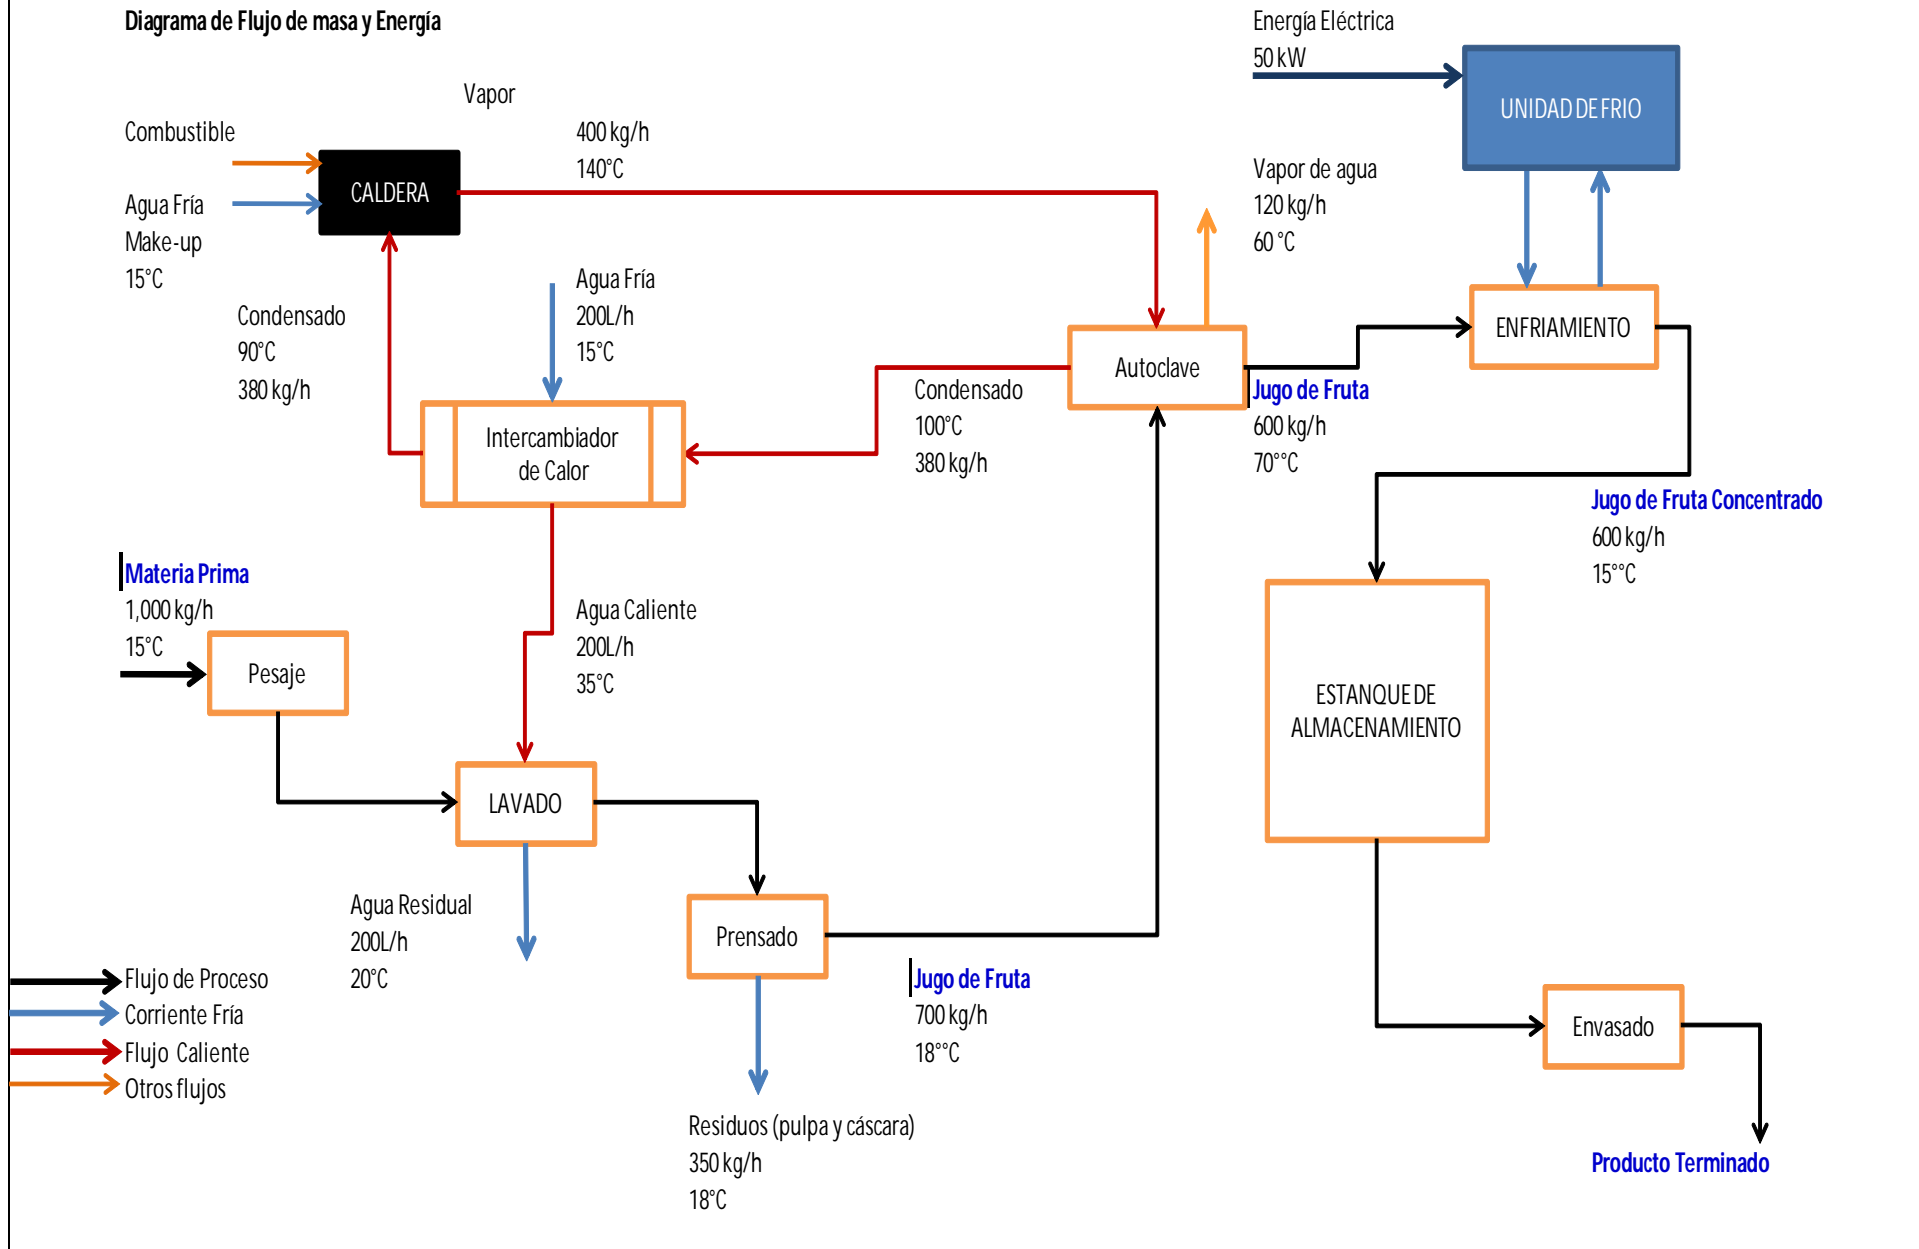 Diagrama de Flujo de masa y Energía
Energía Eléctrica
50 kW
UNIDAD DE FRIO
Vapor
Combustible
400 kg/h
140°C
CALDERA
Agua Fría
Make-up
15°C
Vapor de agua
120 kg/h
60 °C
Agua Fría
200L/h
15°C
Condensado
90°C
380 kg/h
Autoclave
ENFRIAMIENTO
Condensado
100°C
380 kg/h
Jugo de Fruta
600 kg/h
70°°C
Intercambiador
de Calor
Jugo de Fruta Concentrado
600 kg/h
15°°C
Materia Prima
1,000 kg/h
15°C
Pesaje
Agua Caliente
200L/h
35°C
ESTANQUE DE
ALMACENAMIENTO
LAVADO
Agua Residual
200L/h
20°C
Prensado
Jugo de Fruta
700 kg/h
18°°C
Flujo de Proceso
Corriente Fría
Flujo Caliente
Otros flujos
Envasado
Residuos (pulpa y cáscara)
350 kg/h
18°C
Producto Terminado